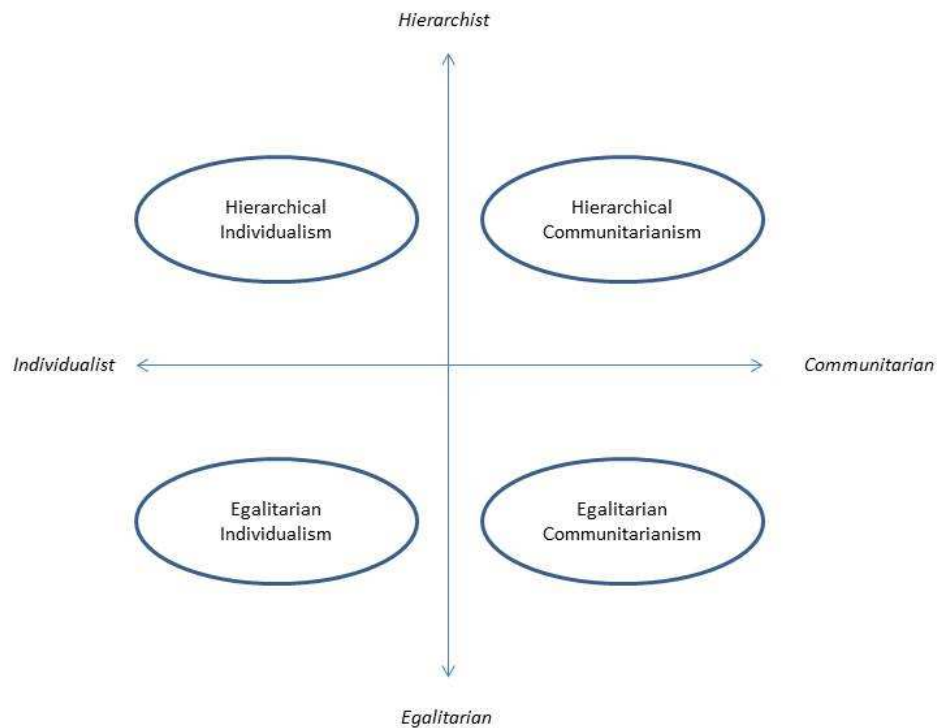 Hierarchist
Hierarchical
Individualism
Hierarchical
Communitarianism
Individualist
Communitarian
Egalitarian
Individualism
Egalitarian
Communitarianism
Egalitarian